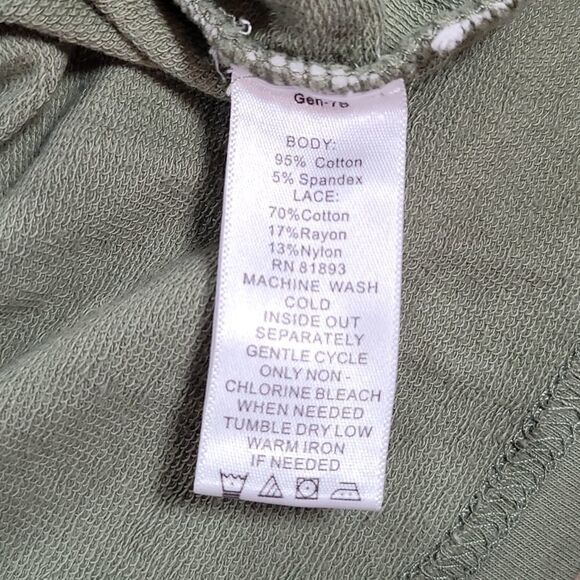 BODY:
95% Cotton
5% Spandex
LACE:
70%Cotton
17%Rayon
13%Nylon
RN 81893
MACHINE WASH
COLD
INSIDE OUT
SEPARATELY
GENTLE CYCLE
ONLY NON -
CHLORINE BLEACH
WHEN NEEDED
TUMBLE DRY LOW
WARM IRON
IF NEEDED